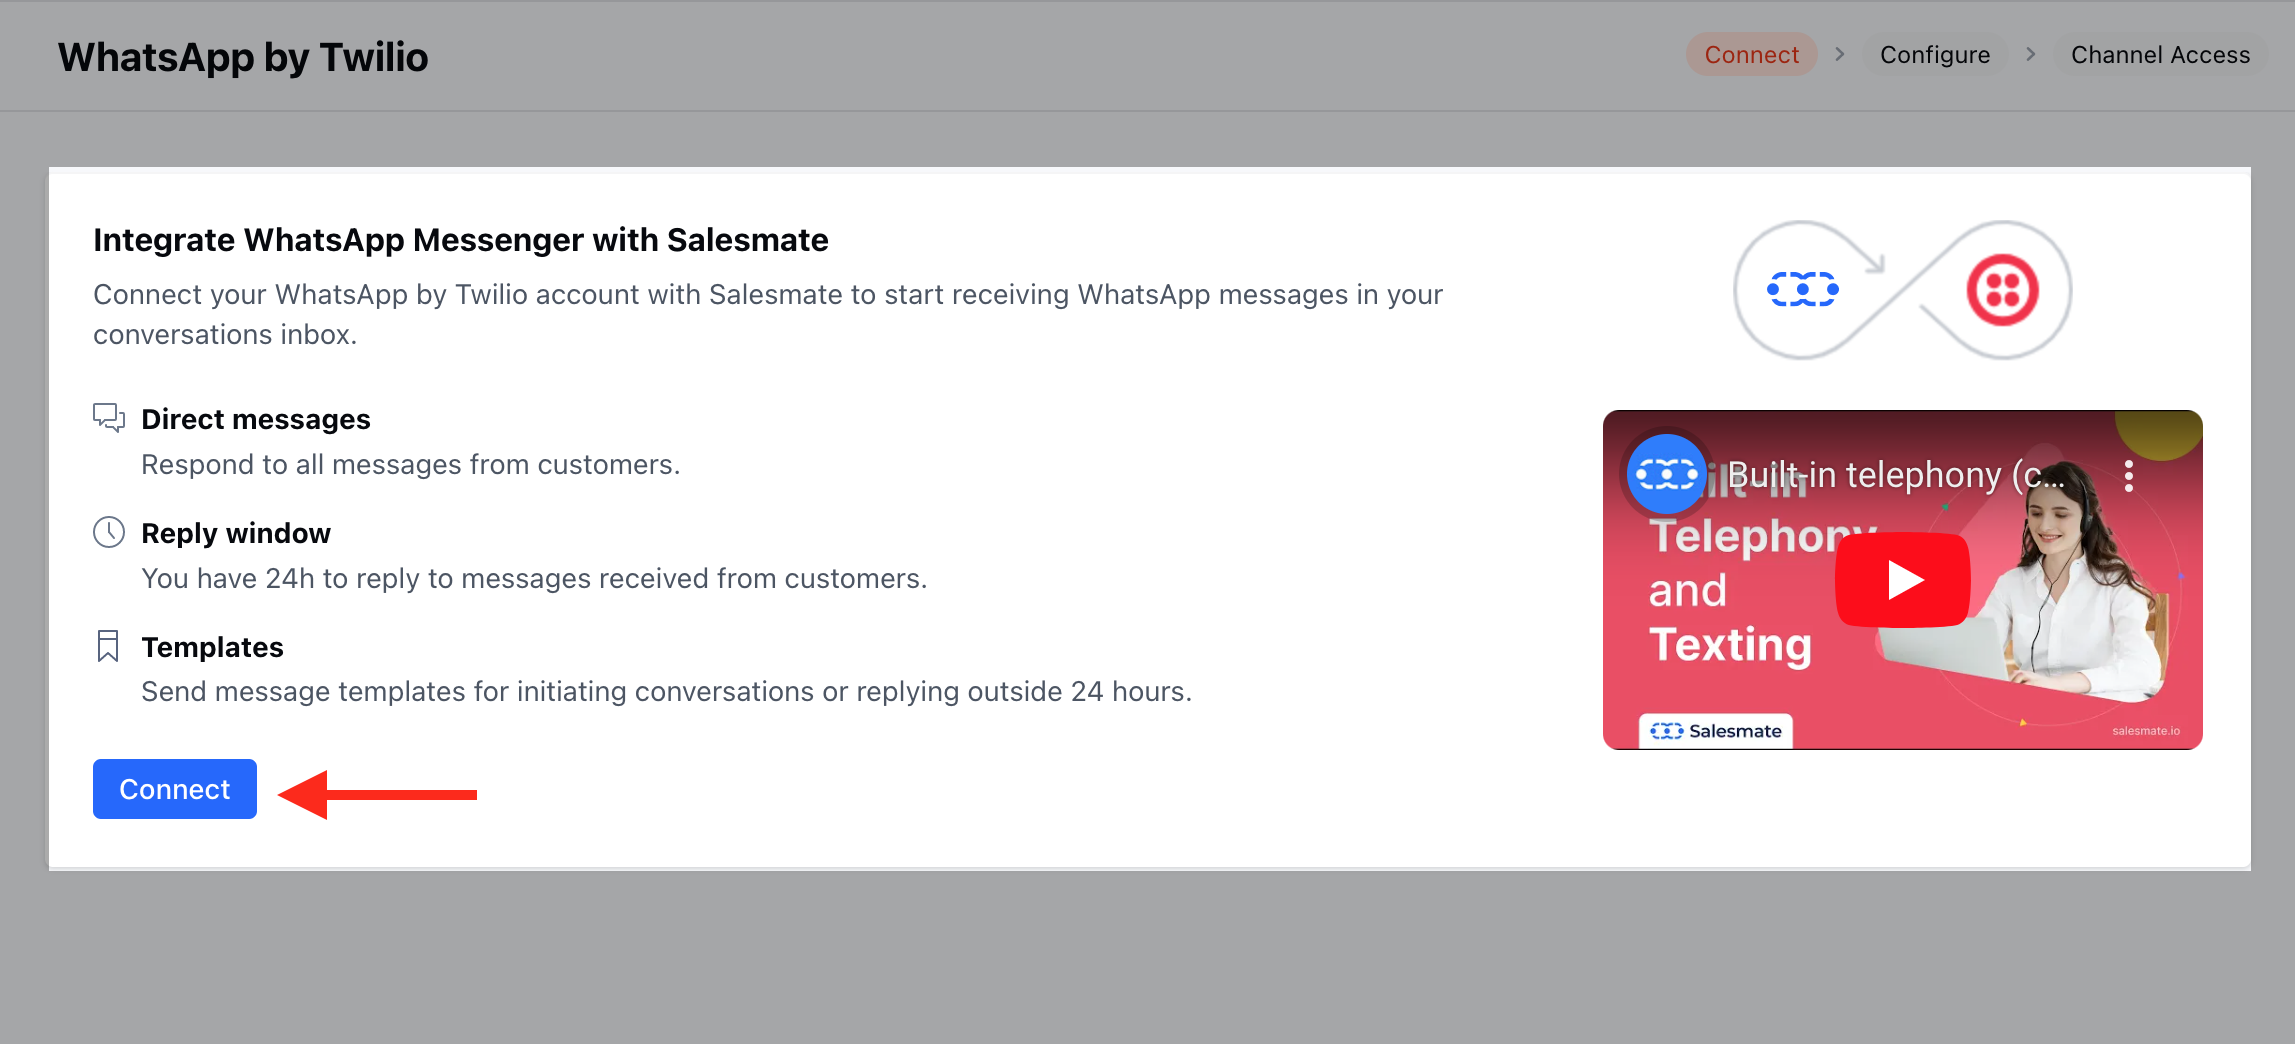 WhatsApp by Twilio
Connect
Configure
Channel Access
Integrate WhatsApp Messenger with Salesmate
Connect your WhatsApp by Twilio account with Salesmate to start receiving WhatsApp messages in your
conversations inbox.
Direct messages
Respond to all messages from customers.
Reply window
You have 24h to reply to messages received from customers.
Templates
Send message templates for initiating conversations or replying outside 24 hours.
Connect
Built-in telephony (c...
Telephony
and
Texting
Salesmate
salesmate.io